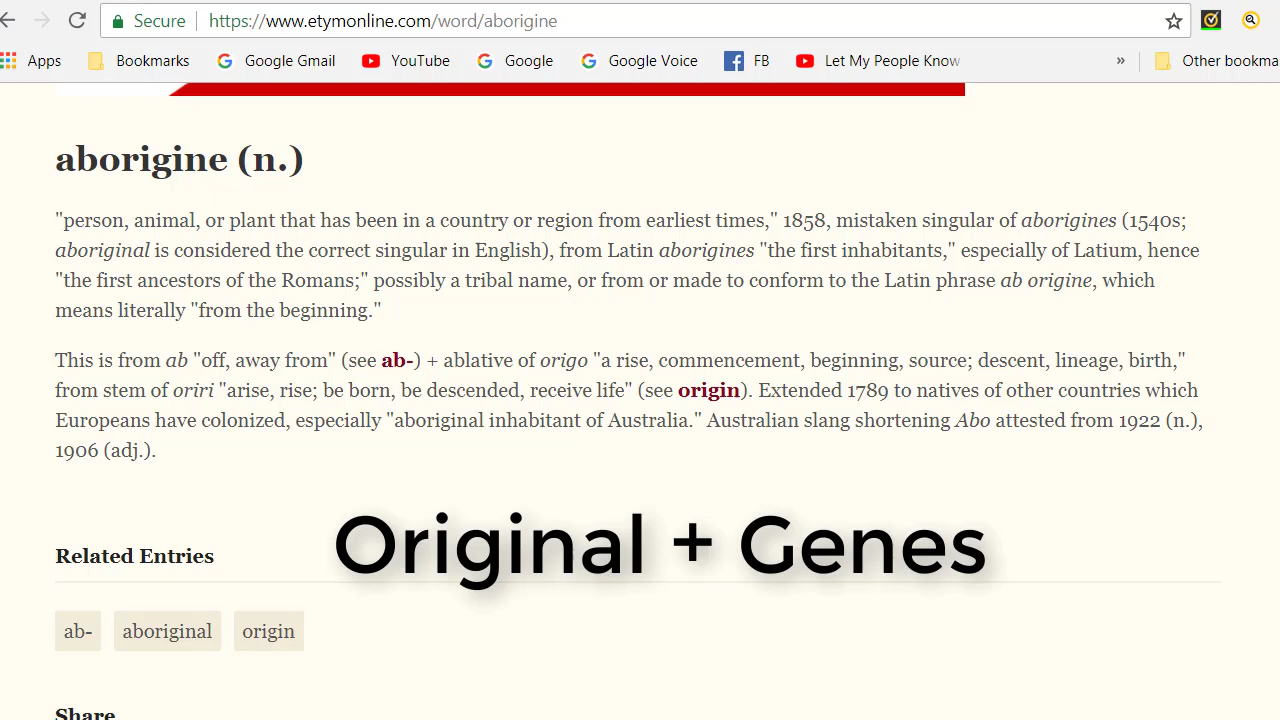 Secure https://www.etymonline.com/word/aborigine
Apps Bookmarks Google Gmail YouTube Google Google Voice FB Let My People Know » Other bookma
aborigine (n.)
"person, animal, or plant that has been in a country or region from earliest times," 1858, mistaken singular of aborigines (1540s;
aboriginal is considered the correct singular in English), from Latin aborigines "the first inhabitants," especially of Latium, hence
"the first ancestors of the Romans;" possibly a tribal name, or from or made to conform to the Latin phrase ab origine, which
means literally "from the beginning."
This is from ab "off, away from" (see ab-) + ablative of origo "a rise, commencement, beginning, source; descent, lineage, birth,"
from stem of oriri "arise, rise; be born, be descended, receive life" (see origin). Extended 1789 to natives of other countries which
Europeans have colonized, especially "aboriginal inhabitant of Australia." Australian slang shortening Abo attested from 1922 (n.),
1906 (adj.).
Original + Genes
Related Entries
ab- aboriginal origin
Share